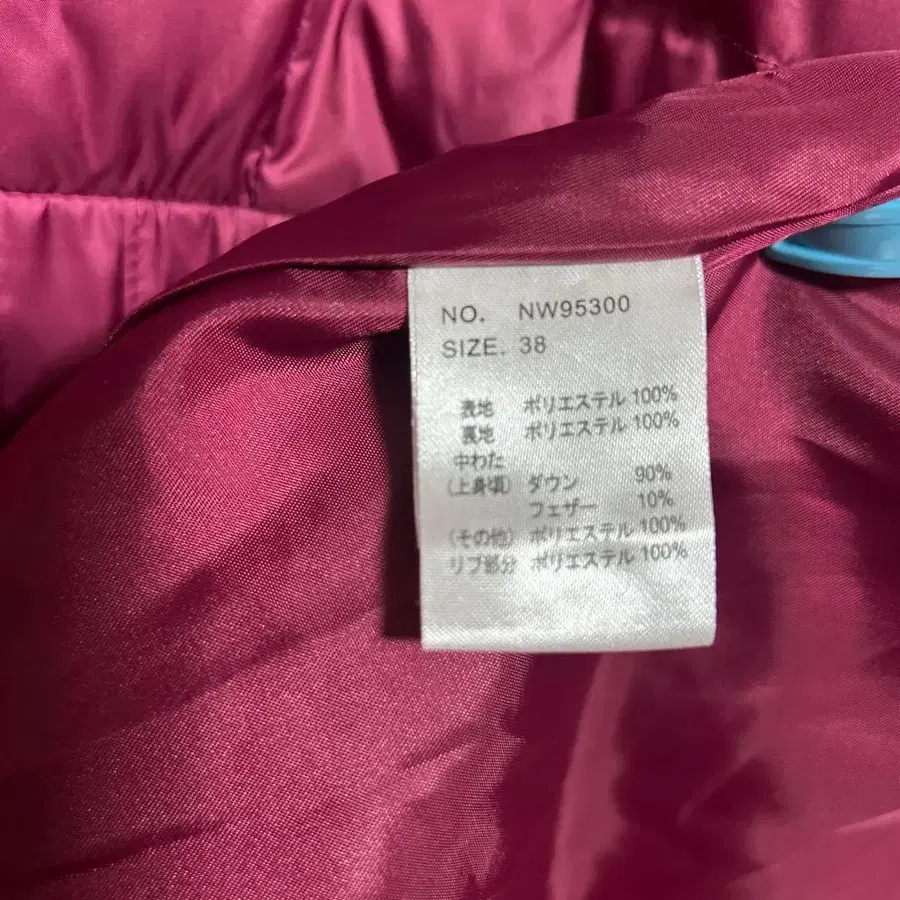 NO. NW95300
SIZE. 38
表地 ポリエステル 100%
裏地 ポリエステル 100%
中わた
(上身頃) ダウン 90%
フェザー 10%
(その他) ポリエステル 100%
リブ部分 ポリエステル 100%